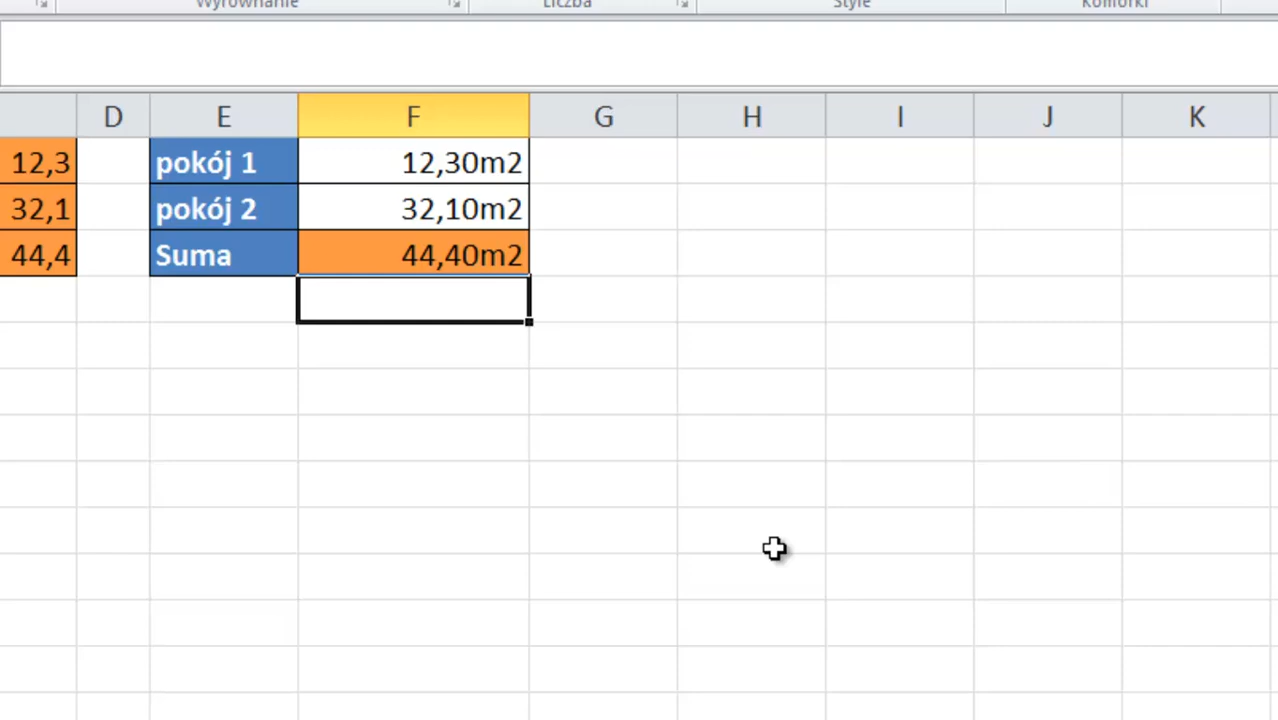 Wyrównanie Liczba Style Komórki
D E F G H I J K
12,3 pokój 1 12,30m2
32,1 pokój 2 32,10m2
44,4 Suma 44,40m2